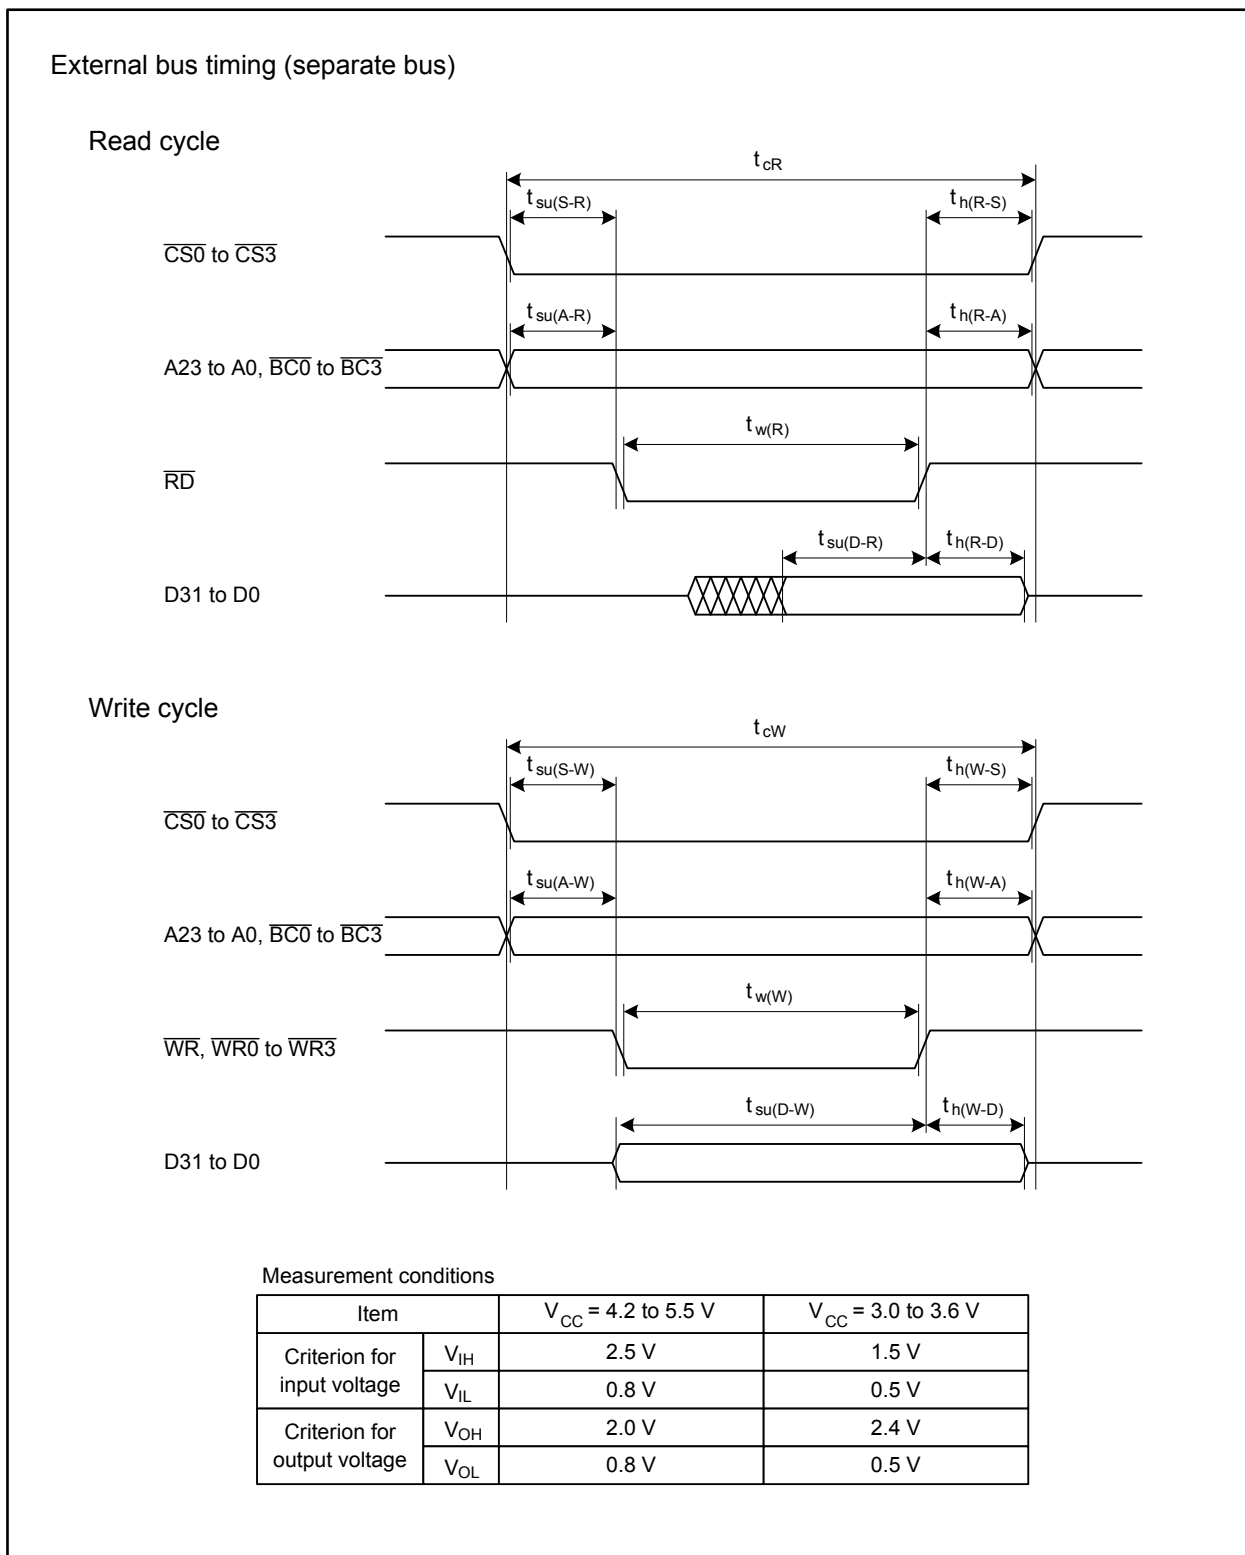 External bus timing (separate bus)
Read cycle
tcR
tsu(S-R)
th(R-S)
CS0 to CS3
tsu(A-R)
th(R-A)
A23 to A0, BC0 to BC3
tw(R)
RD
tsu(D-R)
th(R-D)
D31 to D0
Write cycle
tcW
tsu(S-W)
th(W-S)
CS0 to CS3
tsu(A-W)
th(W-A)
A23 to A0, BC0 to BC3
tw(W)
WR, WR0 to WR3
tsu(D-W)
th(W-D)
D31 to D0
Measurement conditions
Item VCC = 4.2 to 5.5 V VCC = 3.0 to 3.6 V
Criterion for input voltage VIH 2.5 V 1.5 V
VIL 0.8 V 0.5 V
Criterion for output voltage VOH 2.0 V 2.4 V
VOL 0.8 V 0.5 V